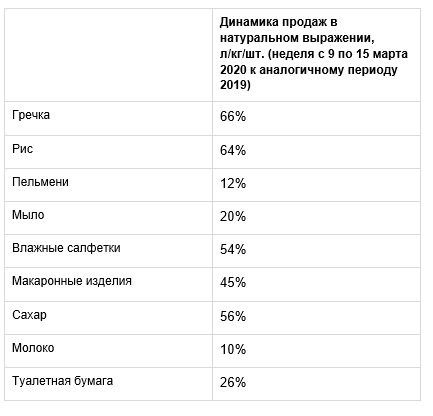 Динамика продаж в
натуральном выражении,
л/кг/шт. (неделя с 9 по 15 марта
2020 к аналогичному периоду
2019)
Гречка 66%
Рис 64%
Пельмени 12%
Мыло 20%
Влажные салфетки 54%
Макаронные изделия 45%
Сахар 56%
Молоко 10%
Туалетная бумага 26%